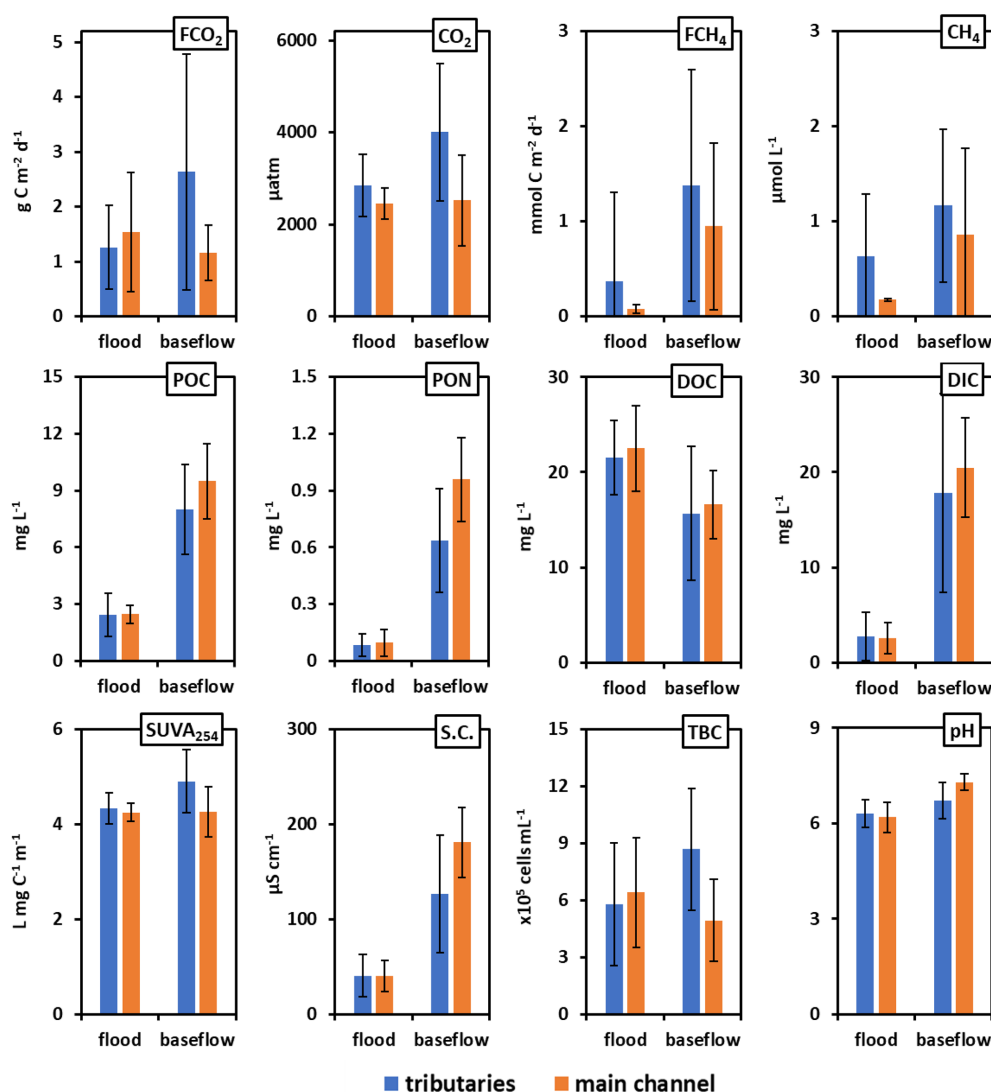 FCO₂
5
4
3
2
1
0
g C m⁻² d⁻¹
flood baseflow
CO₂
6000
4000
2000
0
µatm
flood baseflow
FCH₄
3
2
1
0
mmol C m⁻² d⁻¹
flood baseflow
CH₄
3
2
1
0
µmol L⁻¹
flood baseflow
POC
15
12
9
6
3
0
mg L⁻¹
flood baseflow
PON
1.5
1.2
0.9
0.6
0.3
0
mg L⁻¹
flood baseflow
DOC
30
20
10
0
mg L⁻¹
flood baseflow
DIC
30
20
10
0
mg L⁻¹
flood baseflow
SUVA₂₅₄
6
4
2
0
L mg C⁻¹ m⁻¹
flood baseflow
S.C.
300
200
100
0
µS cm⁻¹
flood baseflow
TBC
15
12
9
6
3
0
x10⁵ cells mL⁻¹
flood baseflow
pH
9
6
3
0
flood baseflow
tributaries main channel